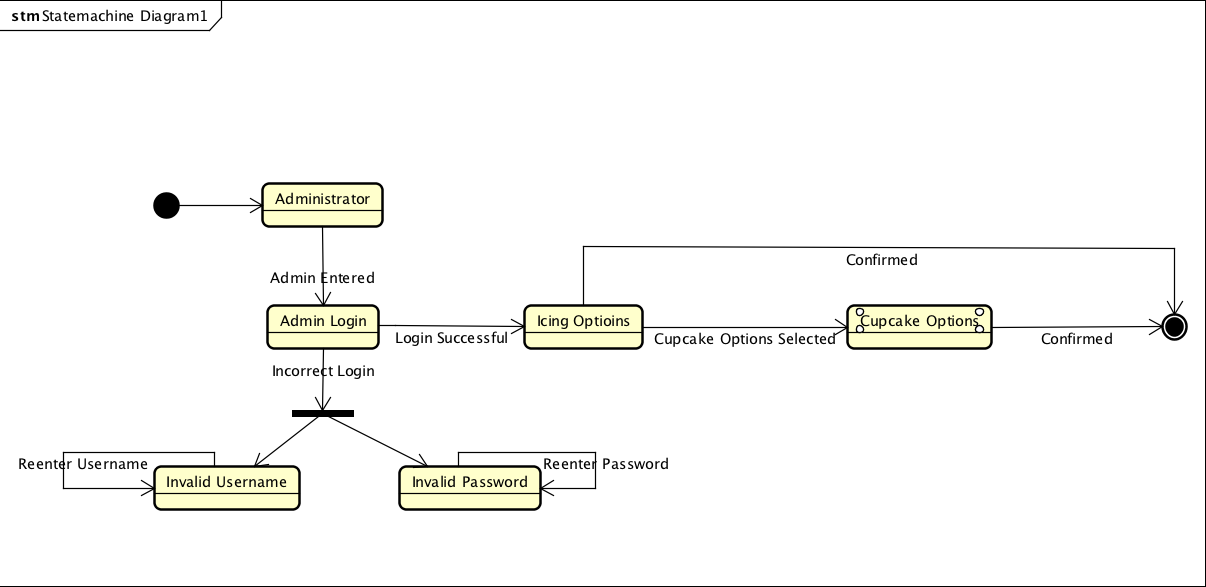 stm Statemachine Diagram1
Administrator
Admin Entered
Confirmed
Admin Login
Icing Optioins
Cupcake Options
Login Successful
Cupcake Options Selected
Confirmed
Incorrect Login
Reenter Username
Reenter Password
Invalid Username
Invalid Password